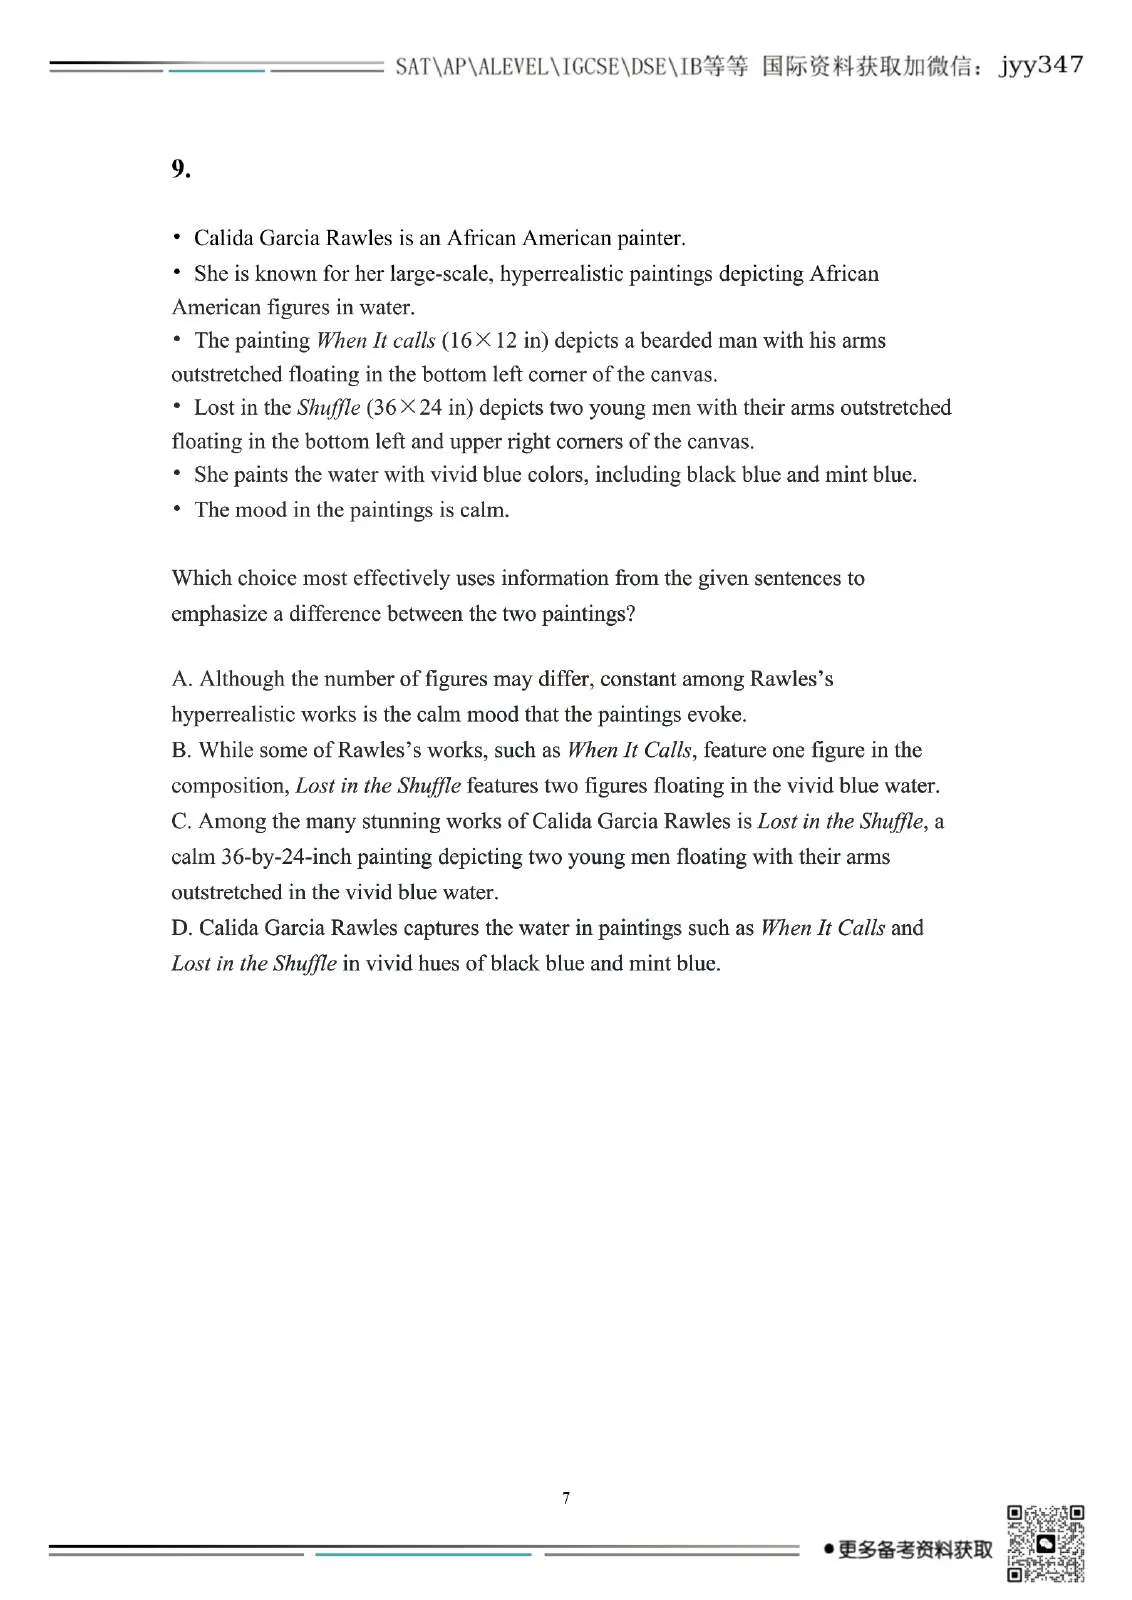 SAT\AP\ALEVEL\IGCSE\DSE\IB等等 国际资料获取加微信： jyy347
9.
• Calida Garcia Rawles is an African American painter.
• She is known for her large-scale, hyperrealistic paintings depicting African
American figures in water.
• The painting When It calls (16×12 in) depicts a bearded man with his arms
outstretched floating in the bottom left corner of the canvas.
• Lost in the Shuffle (36×24 in) depicts two young men with their arms outstretched
floating in the bottom left and upper right corners of the canvas.
• She paints the water with vivid blue colors, including black blue and mint blue.
• The mood in the paintings is calm.
Which choice most effectively uses information from the given sentences to
emphasize a difference between the two paintings?
A. Although the number of figures may differ, constant among Rawles’s
hyperrealistic works is the calm mood that the paintings evoke.
B. While some of Rawles’s works, such as When It Calls, feature one figure in the
composition, Lost in the Shuffle features two figures floating in the vivid blue water.
C. Among the many stunning works of Calida Garcia Rawles is Lost in the Shuffle, a
calm 36-by-24-inch painting depicting two young men floating with their arms
outstretched in the vivid blue water.
D. Calida Garcia Rawles captures the water in paintings such as When It Calls and
Lost in the Shuffle in vivid hues of black blue and mint blue.
7
●更多备考资料获取